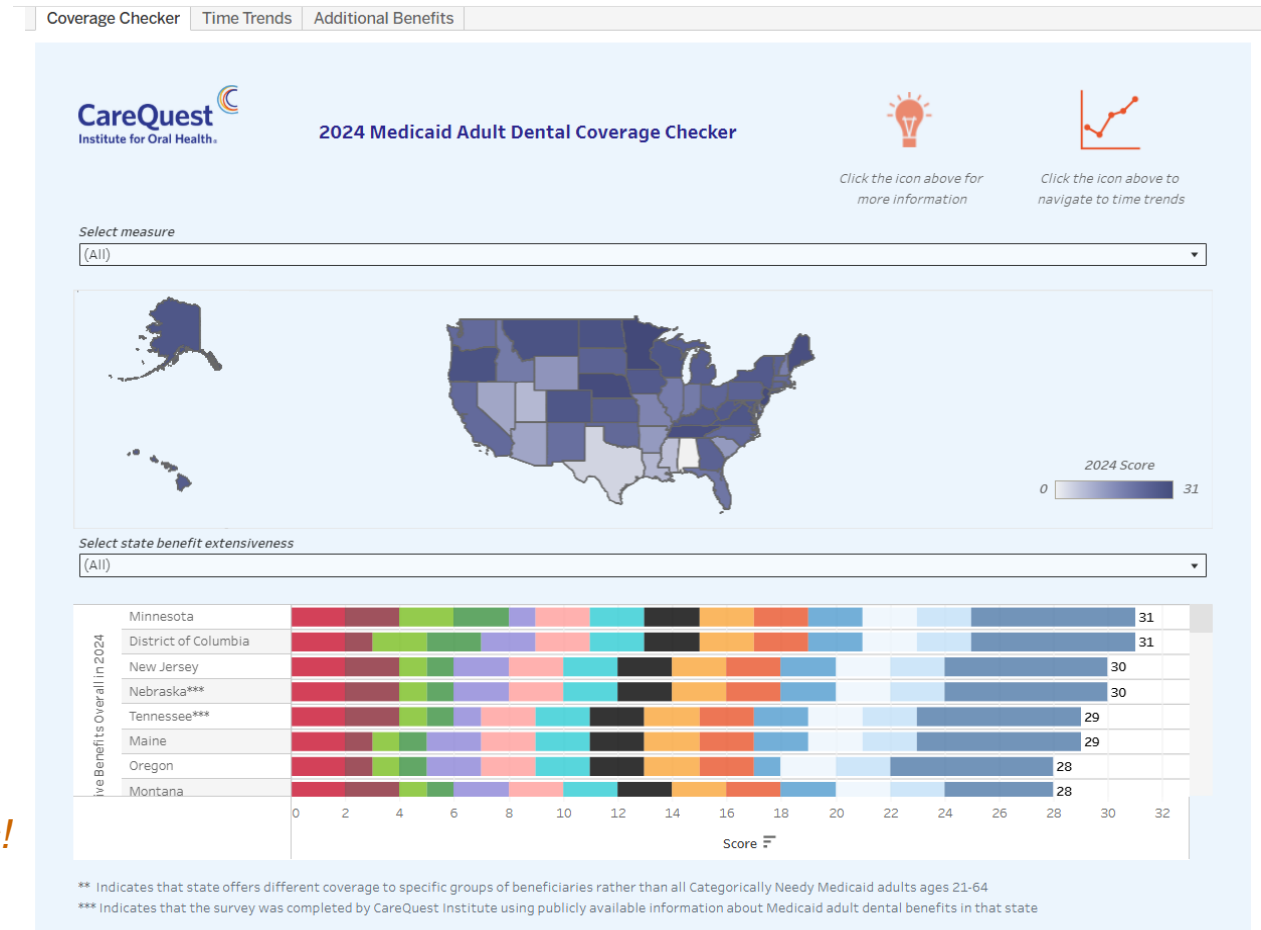 Coverage Checker Time Trends Additional Benefits
CareQuest
Institute for Oral Health.
2024 Medicaid Adult Dental Coverage Checker
Click the icon above for
more information
Click the icon above to
navigate to time trends
Select measure
(All)
2024 Score
0 31
Select state benefit extensiveness
(All)
ive Benefits Overall in 2024
Minnesota 31
District of Columbia 31
New Jersey 30
Nebraska*** 30
Tennessee*** 29
Maine 29
Oregon 28
Montana 28
0 2 4 6 8 10 12 14 16 18 20 22 24 26 28 30 32
Score
!
** Indicates that state offers different coverage to specific groups of beneficiaries rather than all Categorically Needy Medicaid adults ages 21-64
*** Indicates that the survey was completed by CareQuest Institute using publicly available information about Medicaid adult dental benefits in that state